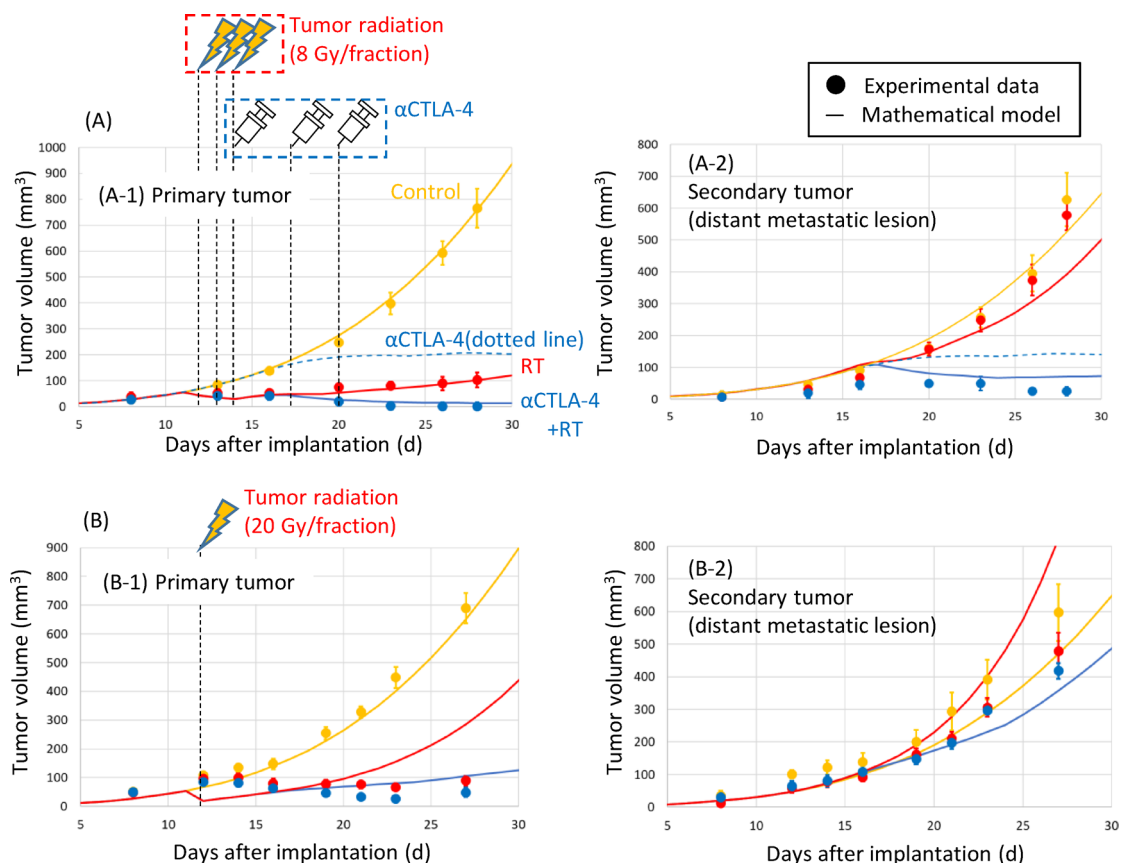 Tumor radiation
(8 Gy/fraction)
αCTLA-4
Experimental data
Mathematical model
(A)
(A-1) Primary tumor
Control
αCTLA-4(dotted line)
RT
αCTLA-4
+RT
Tumor volume (mm³)
1000
900
800
700
600
500
400
300
200
100
0
5 10 15 20 25 30
Days after implantation (d)
(A-2)
Secondary tumor
(distant metastatic lesion)
Tumor volume (mm³)
800
700
600
500
400
300
200
100
0
5 10 15 20 25 30
Days after implantation (d)
Tumor radiation
(20 Gy/fraction)
(B)
(B-1) Primary tumor
Tumor volume (mm³)
900
800
700
600
500
400
300
200
100
0
5 10 15 20 25 30
Days after implantation (d)
(B-2)
Secondary tumor
(distant metastatic lesion)
Tumor volume (mm³)
800
700
600
500
400
300
200
100
0
5 10 15 20 25 30
Days after implantation (d)